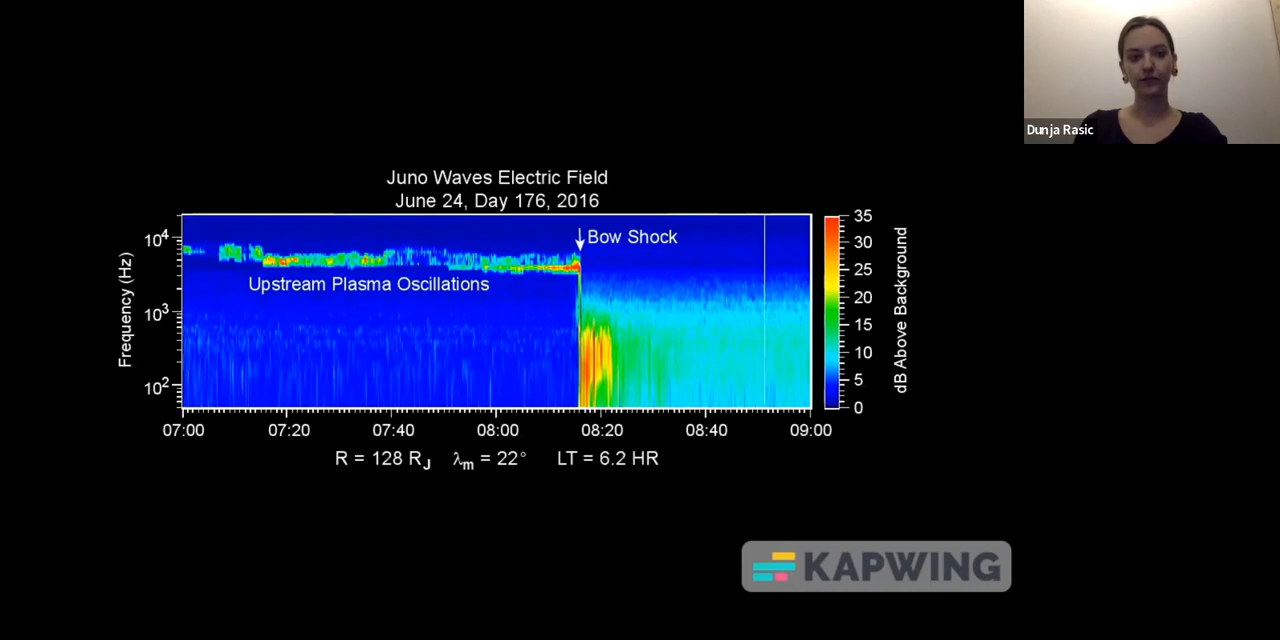 Dunja Rasic
Juno Waves Electric Field
June 24, Day 176, 2016
Frequency (Hz)
10⁴
10³
10²
Bow Shock
Upstream Plasma Oscillations
07:00 07:20 07:40 08:00 08:20 08:40 09:00
R = 128 R_J λ_m = 22° LT = 6.2 HR
35
30
25
20
15
10
5
0
dB Above Background
KAPWING